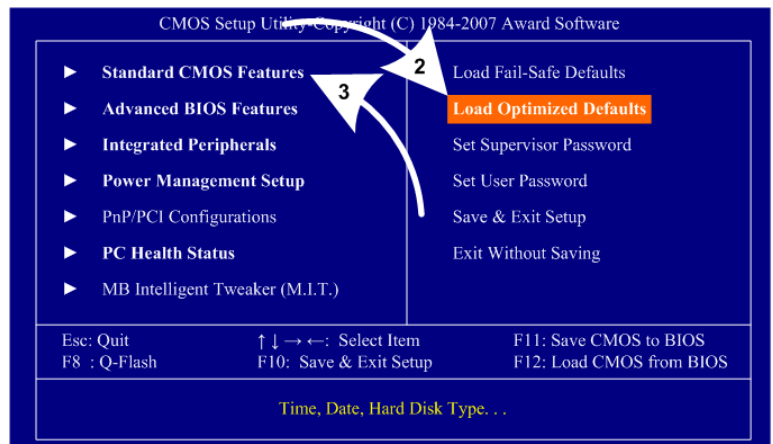 CMOS Setup Utility-Copyright (C) 1984-2007 Award Software
► Standard CMOS Features
► Advanced BIOS Features
► Integrated Peripherals
► Power Management Setup
► PnP/PCI Configurations
► PC Health Status
► MB Intelligent Tweaker (M.I.T.)
2
3
Load Fail-Safe Defaults
Load Optimized Defaults
Set Supervisor Password
Set User Password
Save & Exit Setup
Exit Without Saving
Esc: Quit ↑↓→←: Select Item F11: Save CMOS to BIOS
F8 : Q-Flash F10: Save & Exit Setup F12: Load CMOS from BIOS
Time, Date, Hard Disk Type. . .